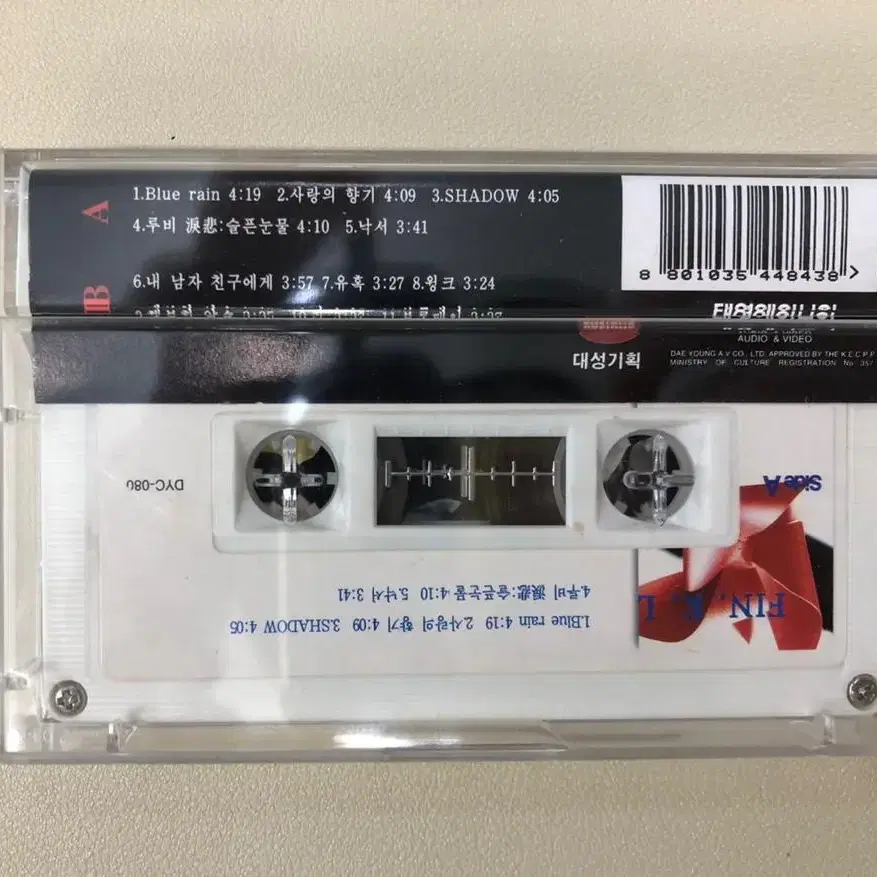 A
1.Blue rain 4:19 2.사랑의 향기 4:09 3.SHADOW 4:05
4.루비 淚悲:슬픈눈물 4:10 5.낙서 3:41
B
6.내 남자 친구에게 3:57 7.유혹 3:27 8.윙크 3:24
8 801035 448438 >
AUDIO & VIDEO
대성기획
DAE YOUNG A.V CO., LTD. APPROVED BY THE K.E.C.P.P
MINISTRY OF CULTURE REGISTRATION No. 357
DYC-080
Side A
FIN. K. L
4.루비 淚悲:슬픈눈물 4:10 5.낙서 3:41
1.Blue rain 4:19 2.사랑의 향기 4:09 3.SHADOW 4:05